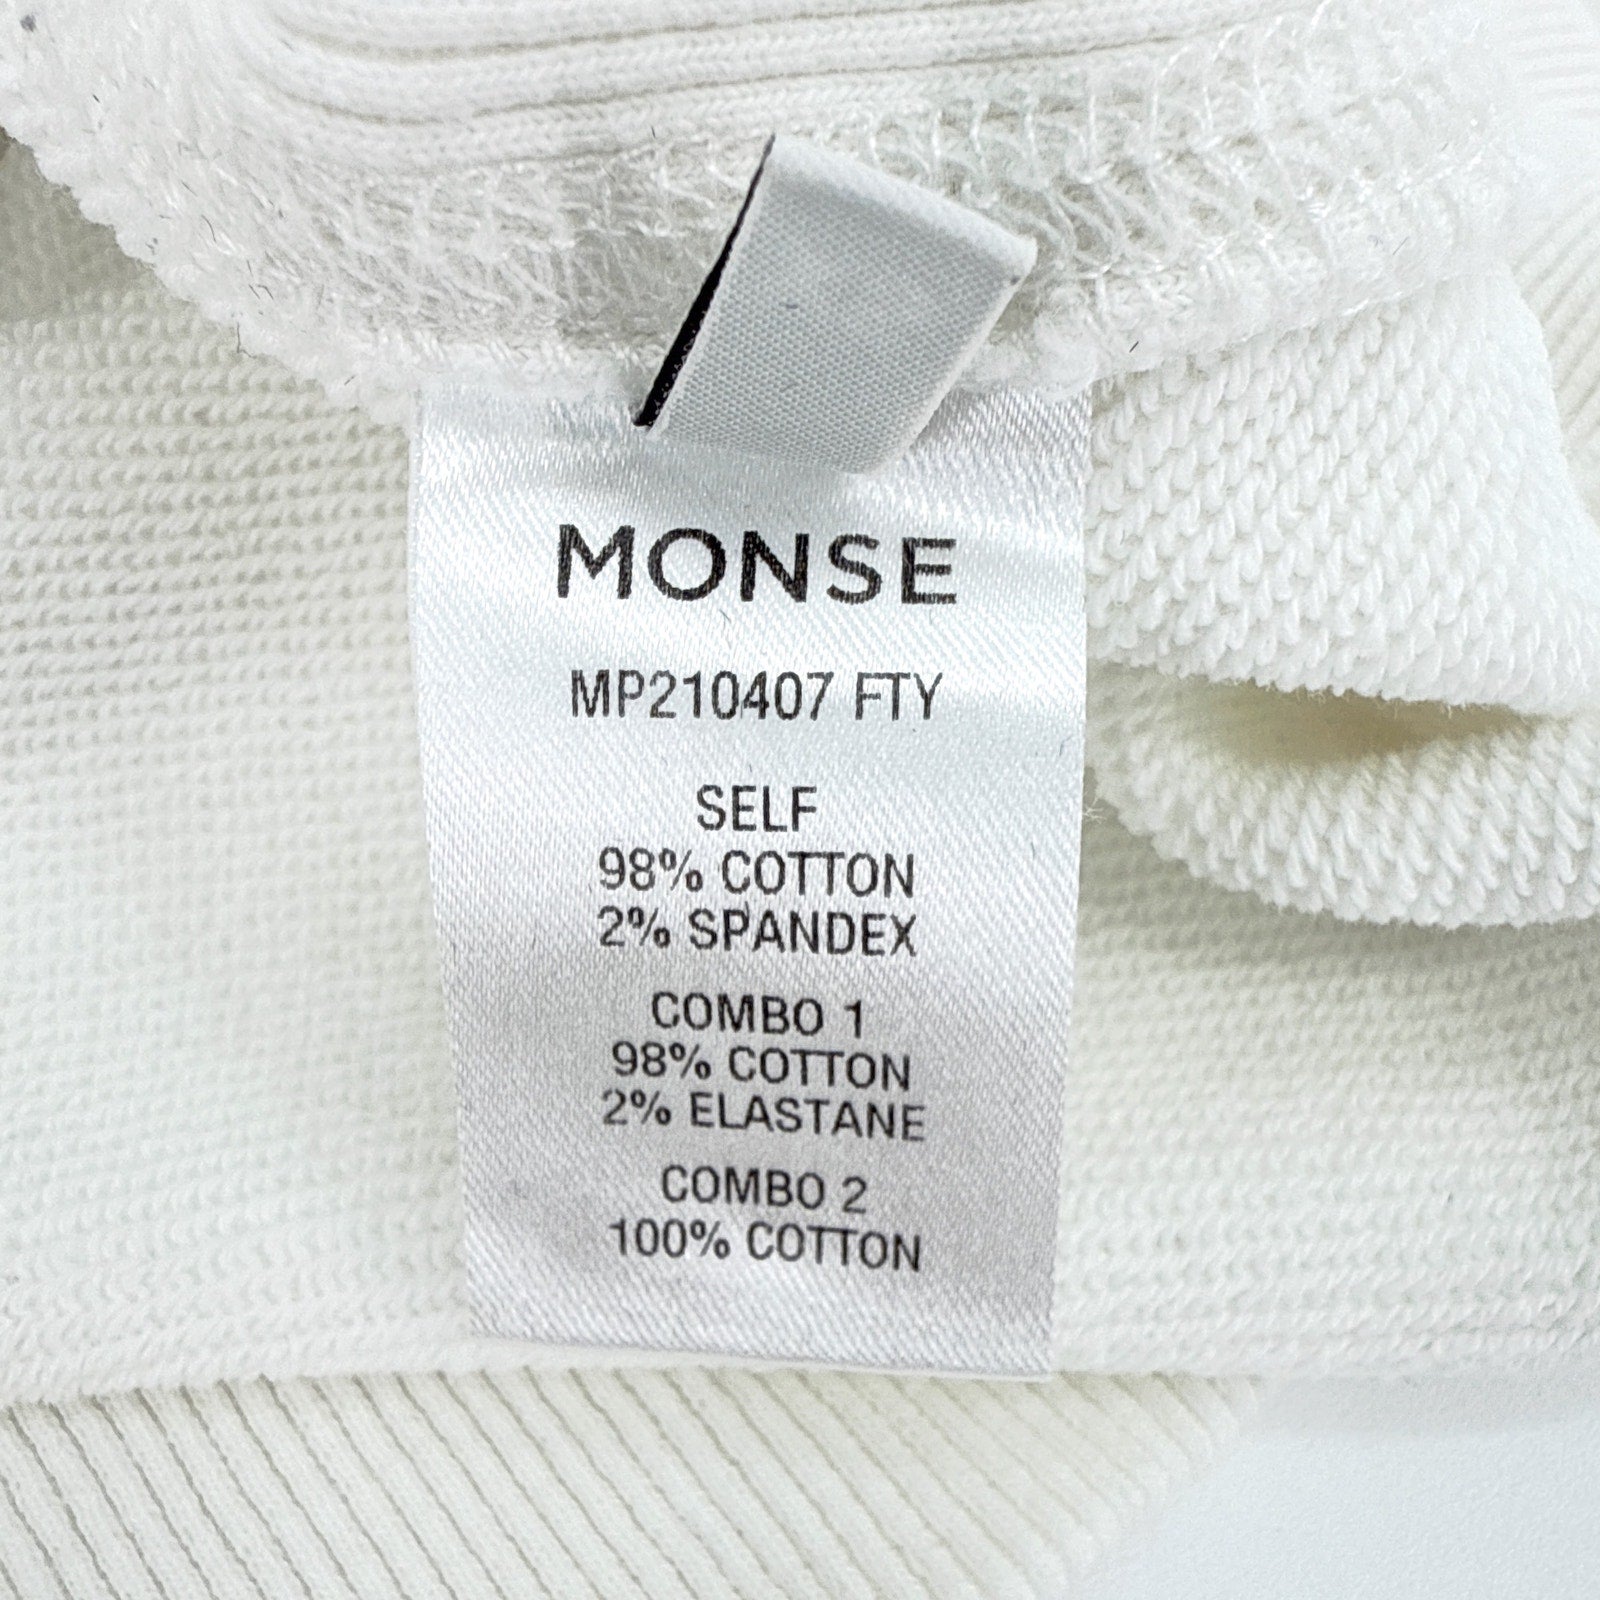 MONSE
MP210407 FTY
SELF
98% COTTON
2% SPANDEX
COMBO 1
98% COTTON
2% ELASTANE
COMBO 2
100% COTTON